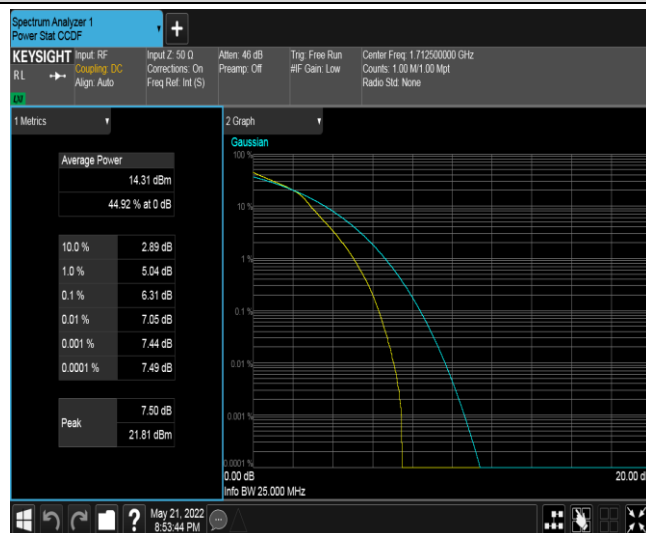 Spectrum Analyzer 1
Power Stat CCDF
+
KEYSIGHT
RL
LM
Input: RF
Coupling: DC
Align: Auto
Input Z: 50 Ω
Corrections: On
Freq Ref: Int (S)
Atten: 46 dB
Preamp: Off
Trig: Free Run
#IF Gain: Low
Center Freq: 1.712500000 GHz
Counts: 1.00 M/1.00 Mpt
Radio Std: None
1 Metrics
Average Power
14.31 dBm
44.92 % at 0 dB
10.0 % 2.89 dB
1.0 % 5.04 dB
0.1 % 6.31 dB
0.01 % 7.05 dB
0.001 % 7.44 dB
0.0001 % 7.49 dB
Peak
7.50 dB
21.81 dBm
2 Graph
Gaussian
100 %
10 %
1 %
0.1 %
0.01 %
0.001 %
0.0001 %
0.00 dB
20.00 d
Info BW 25.000 MHz
?
May 21, 2022
8:53:44 PM